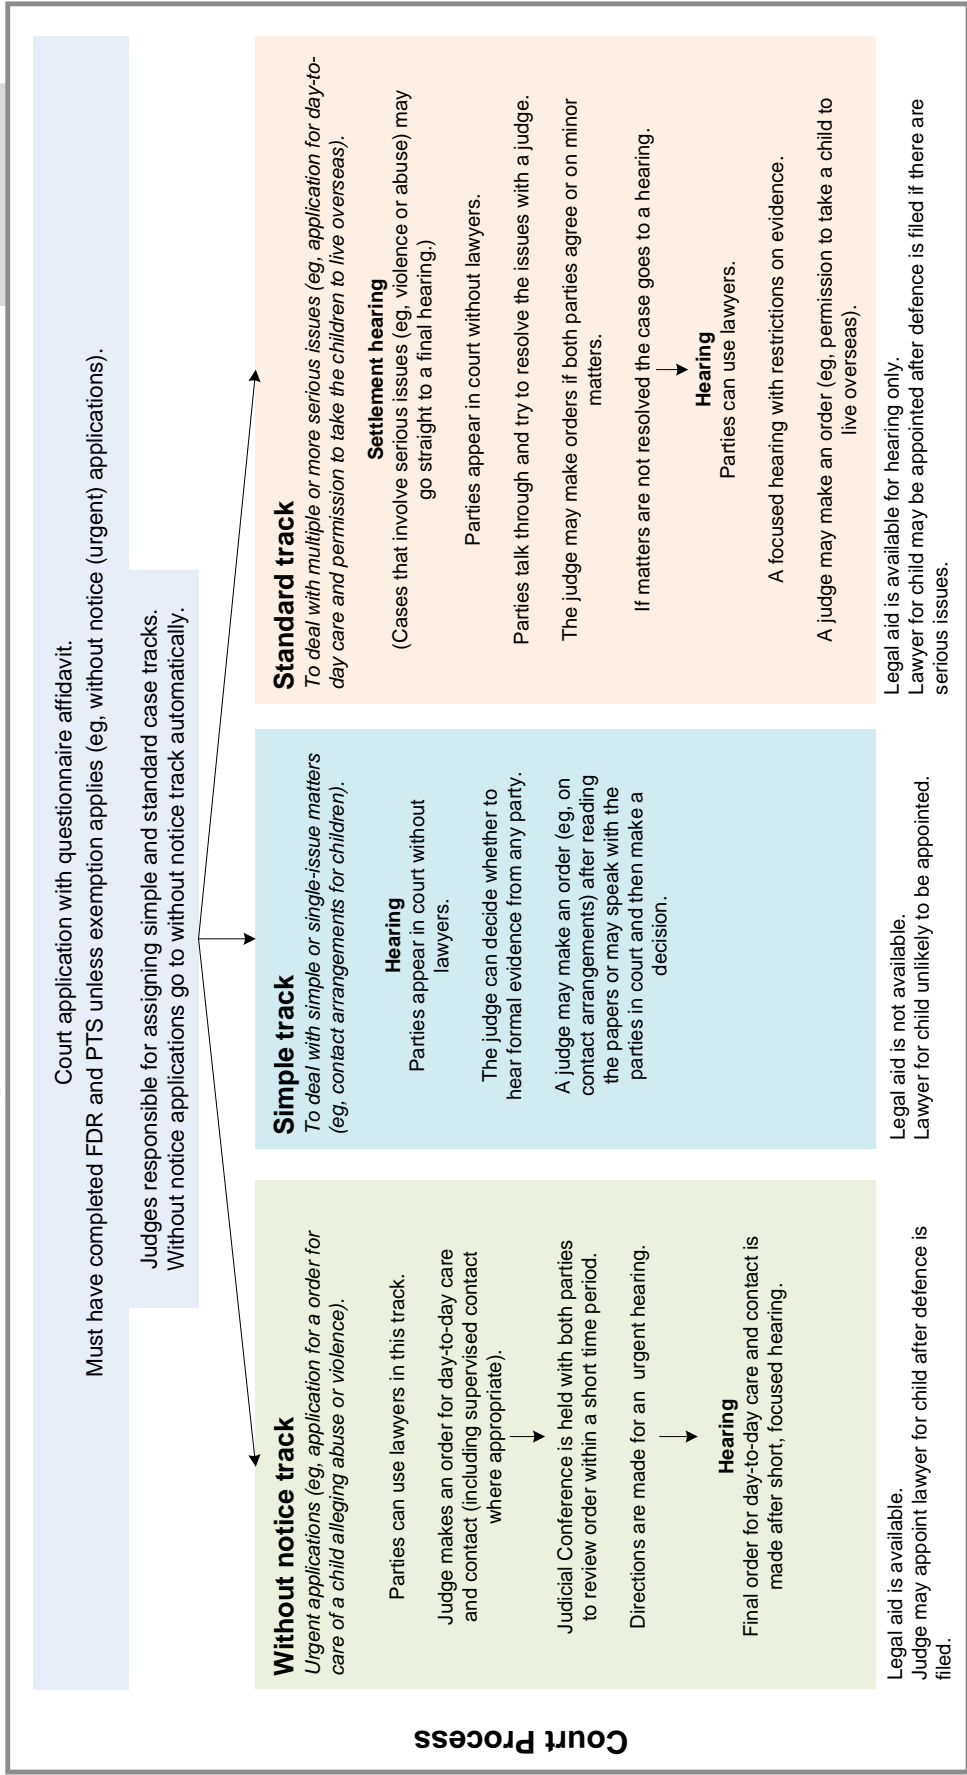 Court Process
Court application with questionnaire affidavit.
Must have completed FDR and PTS unless exemption applies (eg, without notice (urgent) applications).
Judges responsible for assigning simple and standard case tracks.
Without notice applications go to without notice track automatically.
Without notice track
Urgent applications (eg, application for a order for
care of a child alleging abuse or violence).
Parties can use lawyers in this track.
Judge makes an order for day-to-day care
and contact (including supervised contact
where appropriate).
Judicial Conference is held with both parties
to review order within a short time period.
Directions are made for an urgent hearing.
Hearing
Final order for day-to-day care and contact is
made after short, focused hearing.
Legal aid is available.
Judge may appoint lawyer for child after defence is
filed.
Simple track
To deal with simple or single-issue matters
(eg, contact arrangements for children).
Hearing
Parties appear in court without
lawyers.
The judge can decide whether to
hear formal evidence from any party.
A judge may make an order (eg, on
contact arrangements) after reading
the papers or may speak with the
parties in court and then make a
decision.
Legal aid is not available.
Lawyer for child unlikely to be appointed.
Standard track
To deal with multiple or more serious issues (eg, application for day-to-
day care and permission to take the children to live overseas).
Settlement hearing
(Cases that involve serious issues (eg, violence or abuse) may
go straight to a final hearing.)
Parties appear in court without lawyers.
Parties talk through and try to resolve the issues with a judge.
The judge may make orders if both parties agree or on minor
matters.
If matters are not resolved the case goes to a hearing.
Hearing
Parties can use lawyers.
A focused hearing with restrictions on evidence.
A judge may make an order (eg, permission to take a child to
live overseas).
Legal aid is available for hearing only.
Lawyer for child may be appointed after defence is filed if there are
serious issues.